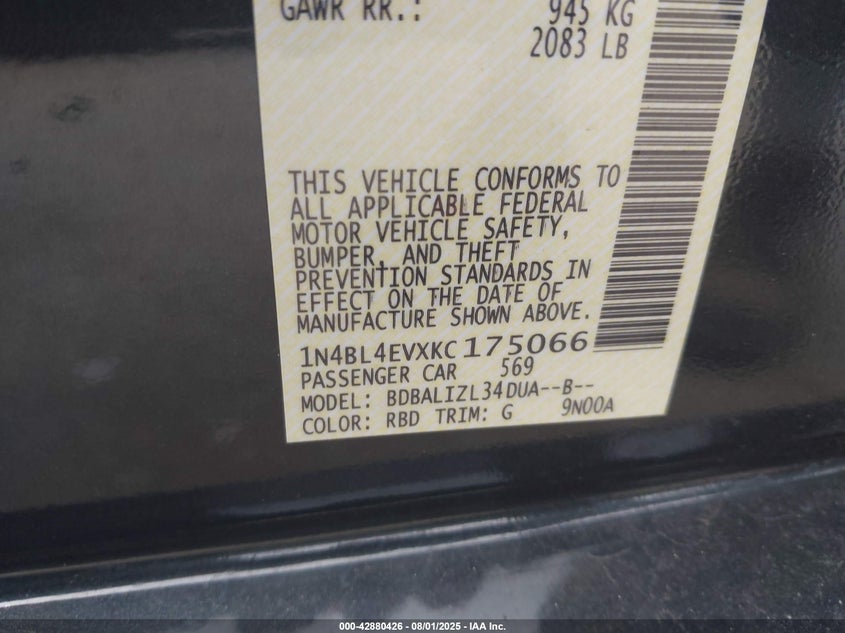 GAWR RR.: 945 KG
2083 LB
THIS VEHICLE CONFORMS TO
ALL APPLICABLE FEDERAL
MOTOR VEHICLE SAFETY,
BUMPER, AND THEFT
PREVENTION STANDARDS IN
EFFECT ON THE DATE OF
MANUFACTURE SHOWN ABOVE.
1N4BL4EVXKC175066
PASSENGER CAR 569
MODEL: BDBALIZL34DUA--B--
COLOR: RBD TRIM: G 9N00A
000-42880426 - 08/01/2025 - IAA Inc.